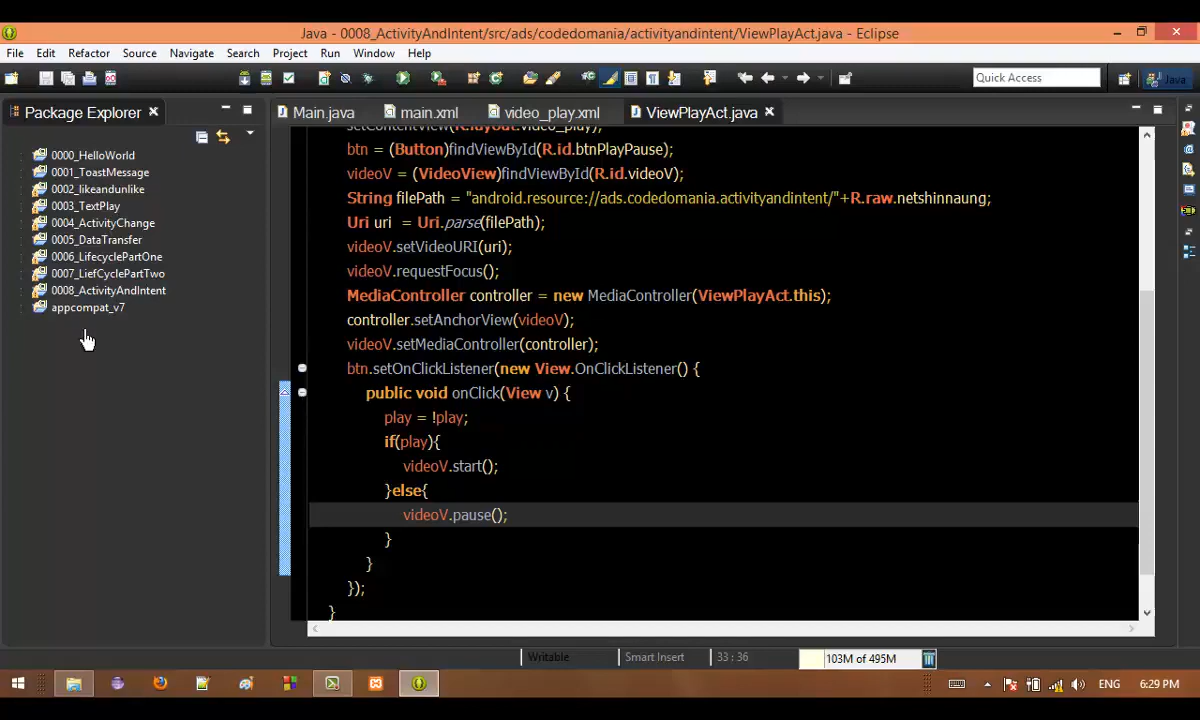 Java - 0008_ActivityAndIntent/src/ads/codedomania/activityandintent/ViewPlayAct.java - Eclipse
File Edit Refactor Source Navigate Search Project Run Window Help
Quick Access
Java
Package Explorer
Main.java main.xml video_play.xml ViewPlayAct.java
0000_HelloWorld
0001_ToastMessage
0002_likeandunlike
0003_TextPlay
0004_ActivityChange
0005_DataTransfer
0006_LifecyclePartOne
0007_LiefCyclePartTwo
0008_ActivityAndIntent
appcompat_v7
setContentView(R.layout.video_play);
btn = (Button)findViewById(R.id.btnPlayPause);
videoV = (VideoView)findViewById(R.id.videoV);
String filePath = "android.resource://ads.codedomania.activityandintent/"+R.raw.netshinnaung;
Uri uri = Uri.parse(filePath);
videoV.setVideoURI(uri);
videoV.requestFocus();
MediaController controller = new MediaController(ViewPlayAct.this);
controller.setAnchorView(videoV);
videoV.setMediaController(controller);
btn.setOnClickListener(new View.OnClickListener() {
public void onClick(View v) {
play = !play;
if(play){
videoV.start();
}else{
videoV.pause();
}
}
});
}
Writable Smart Insert 33 : 36 103M of 495M
ENG 6:29 PM